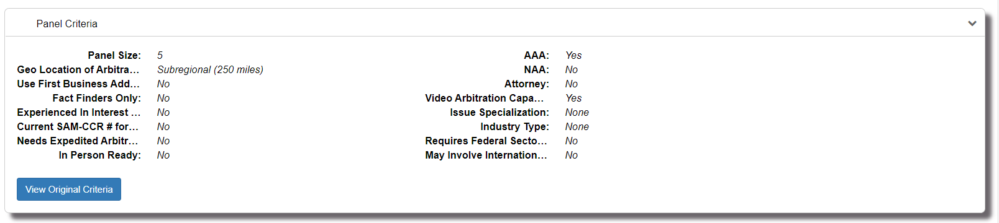 Panel Criteria
Panel Size: 5
Geo Location of Arbitra... Subregional (250 miles)
Use First Business Add... No
Fact Finders Only: No
Experienced In Interest ... No
Current SAM-CCR # for... No
Needs Expedited Arbitr... No
In Person Ready: No
AAA: Yes
NAA: No
Attorney: No
Video Arbitration Capa... Yes
Issue Specialization: None
Industry Type: None
Requires Federal Secto... No
May Involve Internation... No
View Original Criteria